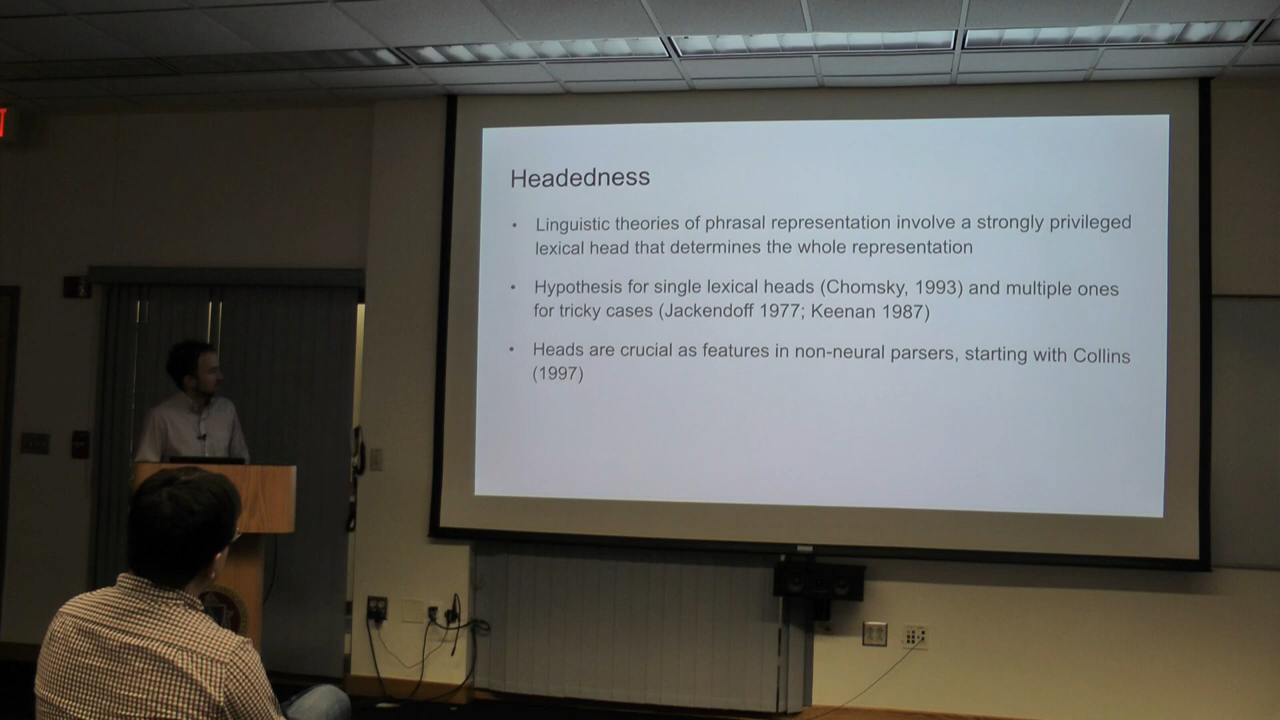 Headedness
• Linguistic theories of phrasal representation involve a strongly privileged
lexical head that determines the whole representation
• Hypothesis for single lexical heads (Chomsky, 1993) and multiple ones
for tricky cases (Jackendoff 1977; Keenan 1987)
• Heads are crucial as features in non-neural parsers, starting with Collins
(1997)